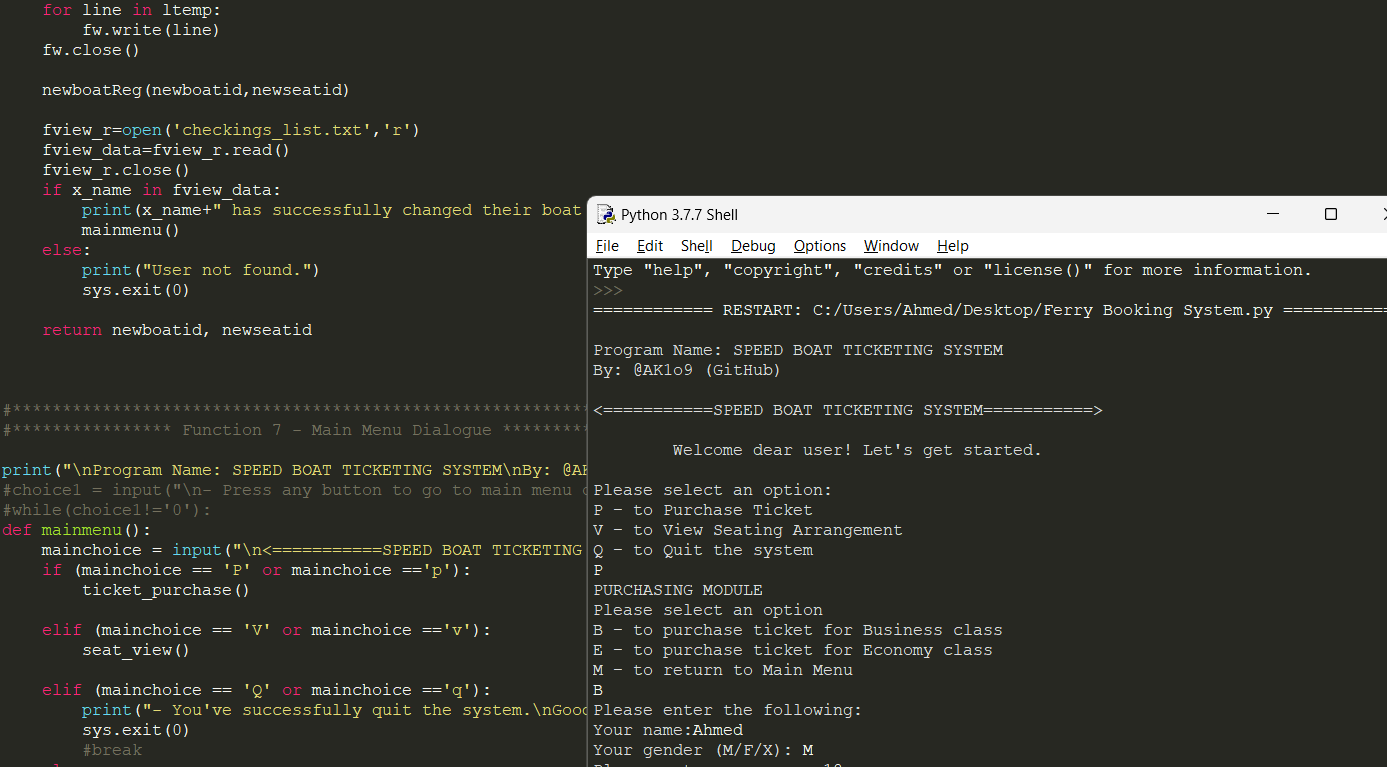 for line in ltemp:
fw.write(line)
fw.close()
newboatReg(newboatid,newseatid)
fview_r=open('checkings_list.txt','r')
fview_data=fview_r.read()
fview_r.close()
if x_name in fview_data:
print(x_name+" has successfully changed their boat
mainmenu()
else:
print("User not found.")
sys.exit(0)
return newboatid, newseatid
#**********************************************************
#**************** Function 7 - Main Menu Dialogue *********
print("\nProgram Name: SPEED BOAT TICKETING SYSTEM\nBy: @AK
#choice1 = input("\n- Press any button to go to main menu
#while(choice1!='0'):
def mainmenu():
mainchoice = input("\n<===========SPEED BOAT TICKETING
if (mainchoice == 'P' or mainchoice =='p'):
ticket_purchase()
elif (mainchoice == 'V' or mainchoice =='v'):
seat_view()
elif (mainchoice == 'Q' or mainchoice =='q'):
print("- You've successfully quit the system.\nGood
sys.exit(0)
#break
Python 3.7.7 Shell
File Edit Shell Debug Options Window Help
Type "help", "copyright", "credits" or "license()" for more information.
>>>
============ RESTART: C:/Users/Ahmed/Desktop/Ferry Booking System.py ===========
Program Name: SPEED BOAT TICKETING SYSTEM
By: @AK1o9 (GitHub)
<===========SPEED BOAT TICKETING SYSTEM===========>
Welcome dear user! Let's get started.
Please select an option:
P - to Purchase Ticket
V - to View Seating Arrangement
Q - to Quit the system
P
PURCHASING MODULE
Please select an option
B - to purchase ticket for Business class
E - to purchase ticket for Economy class
M - to return to Main Menu
B
Please enter the following:
Your name:Ahmed
Your gender (M/F/X): M